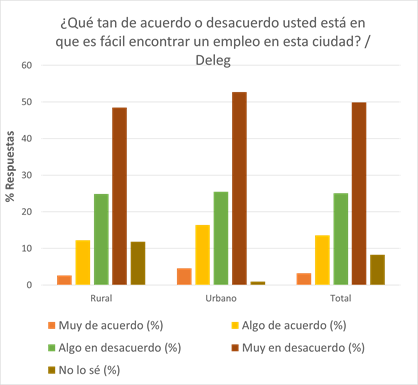 ¿Qué tan de acuerdo o desacuerdo usted está en
que es fácil encontrar un empleo en esta ciudad? /
Deleg
% Respuestas
60
50
40
30
20
10
0
Rural Urbano Total
Muy de acuerdo (%) Algo de acuerdo (%)
Algo en desacuerdo (%) Muy en desacuerdo (%)
No lo sé (%)